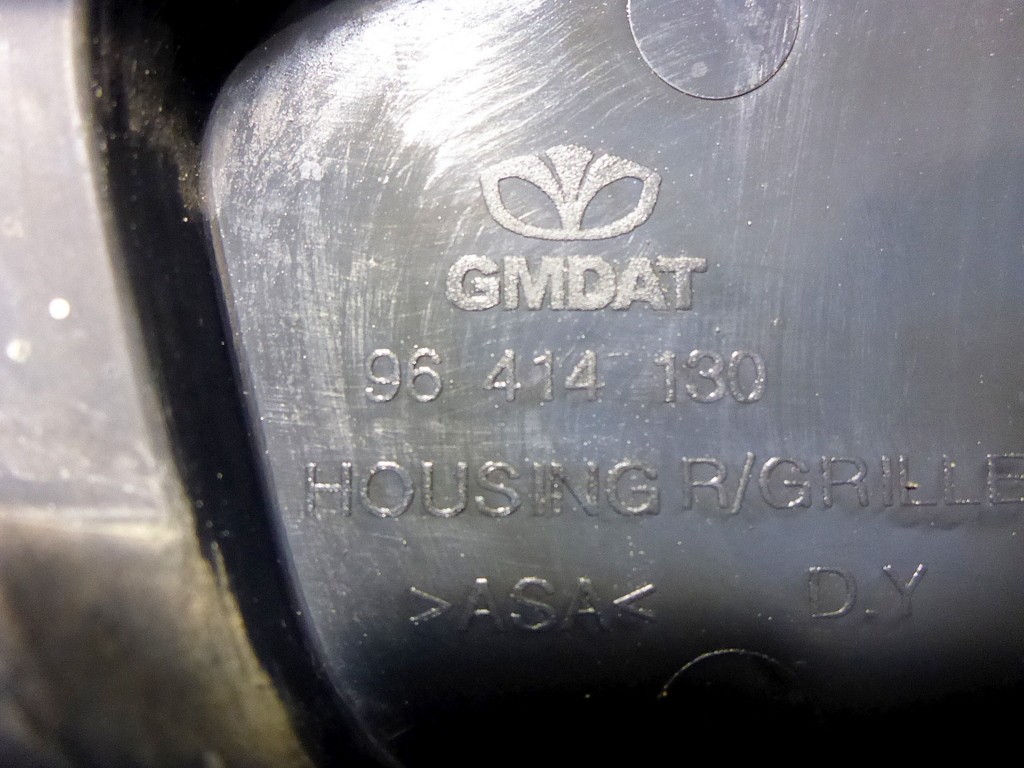 GMDAT
96 414 130
HOUSING R/GRILLE
>ASA< D.Y